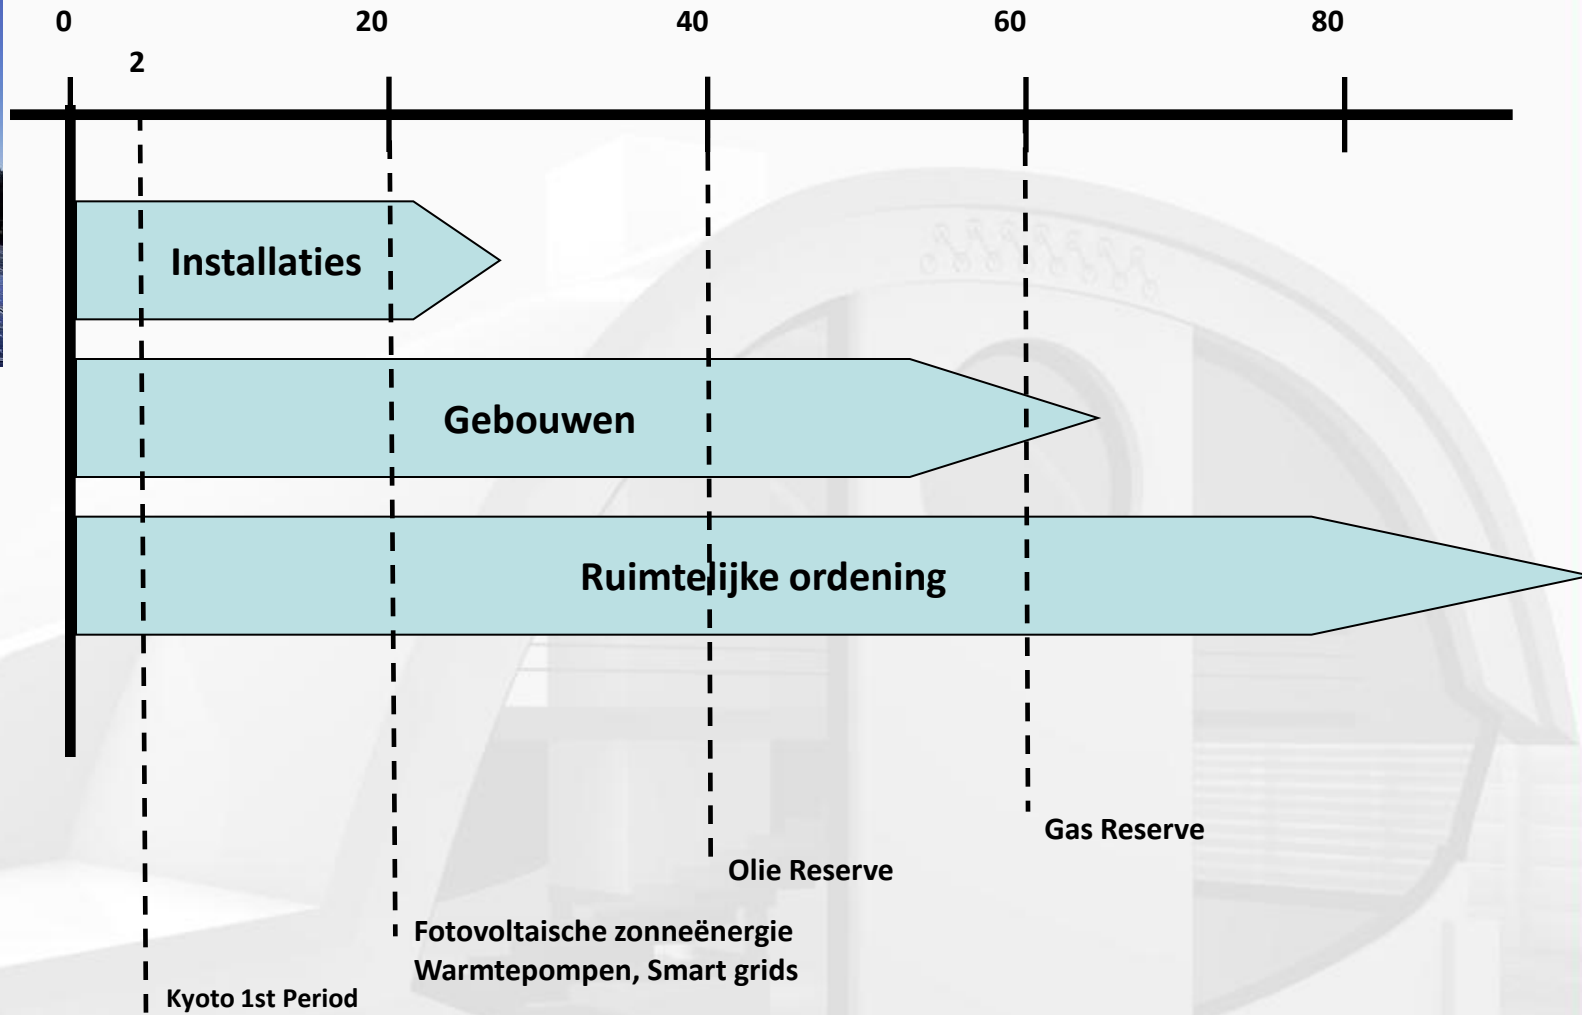 0 20 40 60 80
2
Installaties
Gebouwen
Ruimtelijke ordening
Gas Reserve
Olie Reserve
Fotovoltaische zonneënergie
Warmtepompen, Smart grids
Kyoto 1st Period